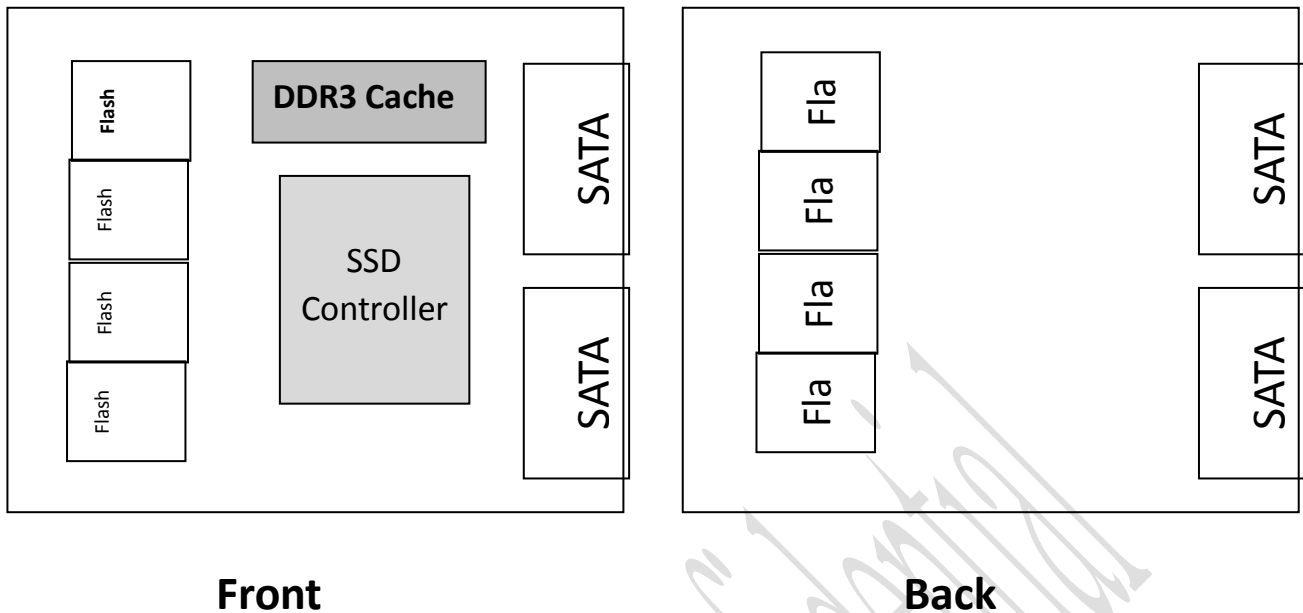 Flash
DDR3 Cache
SATA
Flash
SSD
Controller
Flash
SATA
Flash
Fla
SATA
Fla
Fla
SATA
Fla
Front
Back